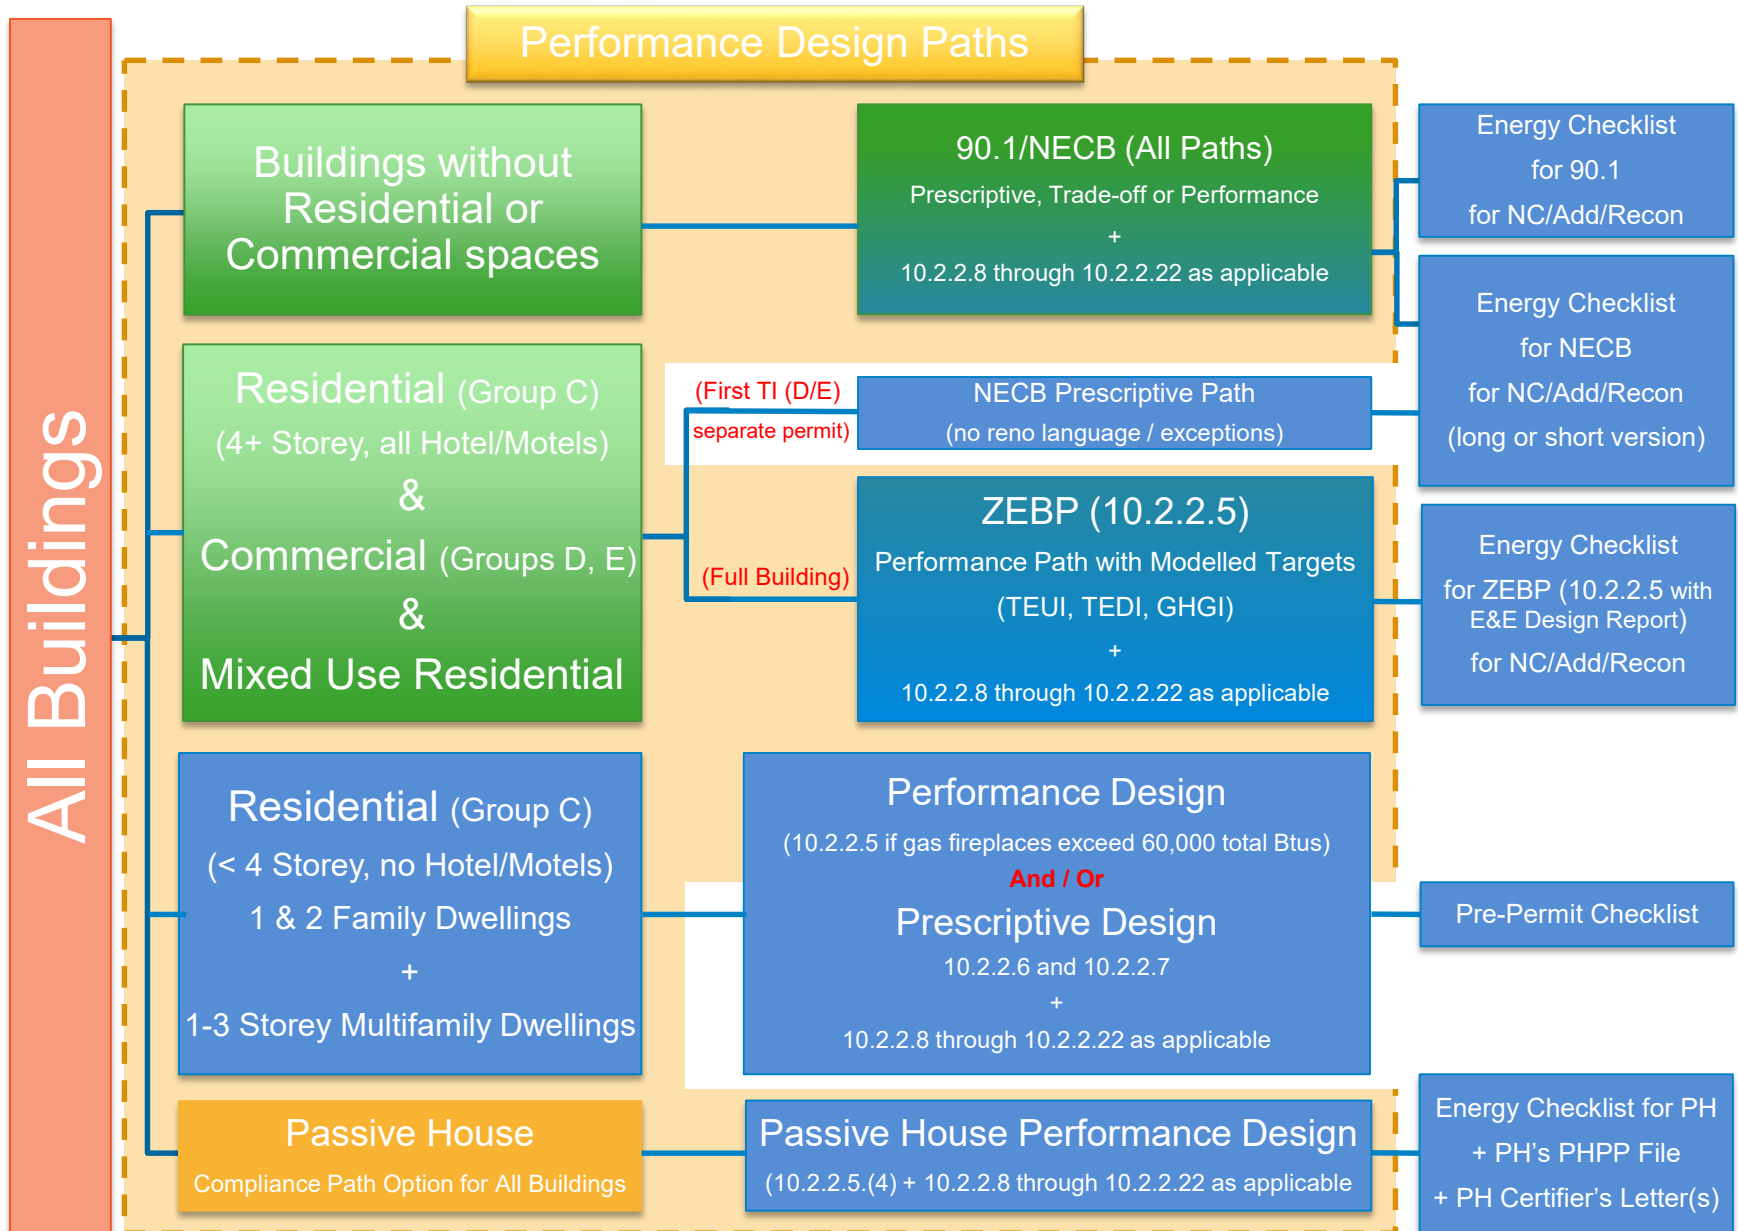 Performance Design Paths
All Buildings
Buildings without
Residential or
Commercial spaces
90.1/NECB (All Paths)
Prescriptive, Trade-off or Performance
+
10.2.2.8 through 10.2.2.22 as applicable
Energy Checklist
for 90.1
for NC/Add/Recon
Energy Checklist
for NECB
for NC/Add/Recon
(long or short version)
Residential (Group C)
(4+ Storey, all Hotel/Motels)
&
Commercial (Groups D, E)
&
Mixed Use Residential
(First TI (D/E)
separate permit)
NECB Prescriptive Path
(no reno language / exceptions)
(Full Building)
ZEBP (10.2.2.5)
Performance Path with Modelled Targets
(TEUI, TEDI, GHGI)
+
10.2.2.8 through 10.2.2.22 as applicable
Energy Checklist
for ZEBP (10.2.2.5 with
E&E Design Report)
for NC/Add/Recon
Residential (Group C)
(< 4 Storey, no Hotel/Motels)
1 & 2 Family Dwellings
+
1-3 Storey Multifamily Dwellings
Performance Design
(10.2.2.5 if gas fireplaces exceed 60,000 total Btus)
And / Or
Prescriptive Design
10.2.2.6 and 10.2.2.7
+
10.2.2.8 through 10.2.2.22 as applicable
Pre-Permit Checklist
Passive House
Compliance Path Option for All Buildings
Passive House Performance Design
(10.2.2.5.(4) + 10.2.2.8 through 10.2.2.22 as applicable
Energy Checklist for PH
+ PH's PHPP File
+ PH Certifier's Letter(s)